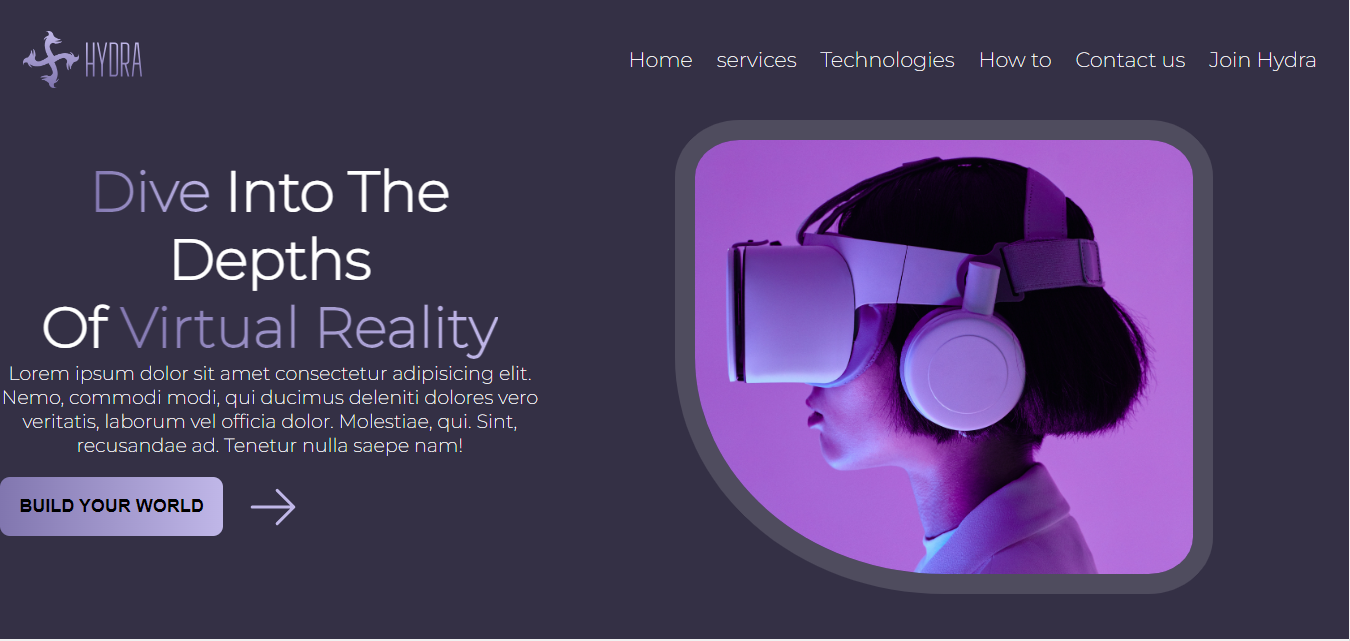 HYDRA
Home services Technologies How to Contact us Join Hydra
Dive Into The
Depths
Of Virtual Reality
Lorem ipsum dolor sit amet consectetur adipisicing elit.
Nemo, commodi modi, qui ducimus deleniti dolores vero
veritatis, laborum vel officia dolor. Molestiae, qui. Sint,
recusandae ad. Tenetur nulla saepe nam!
BUILD YOUR WORLD